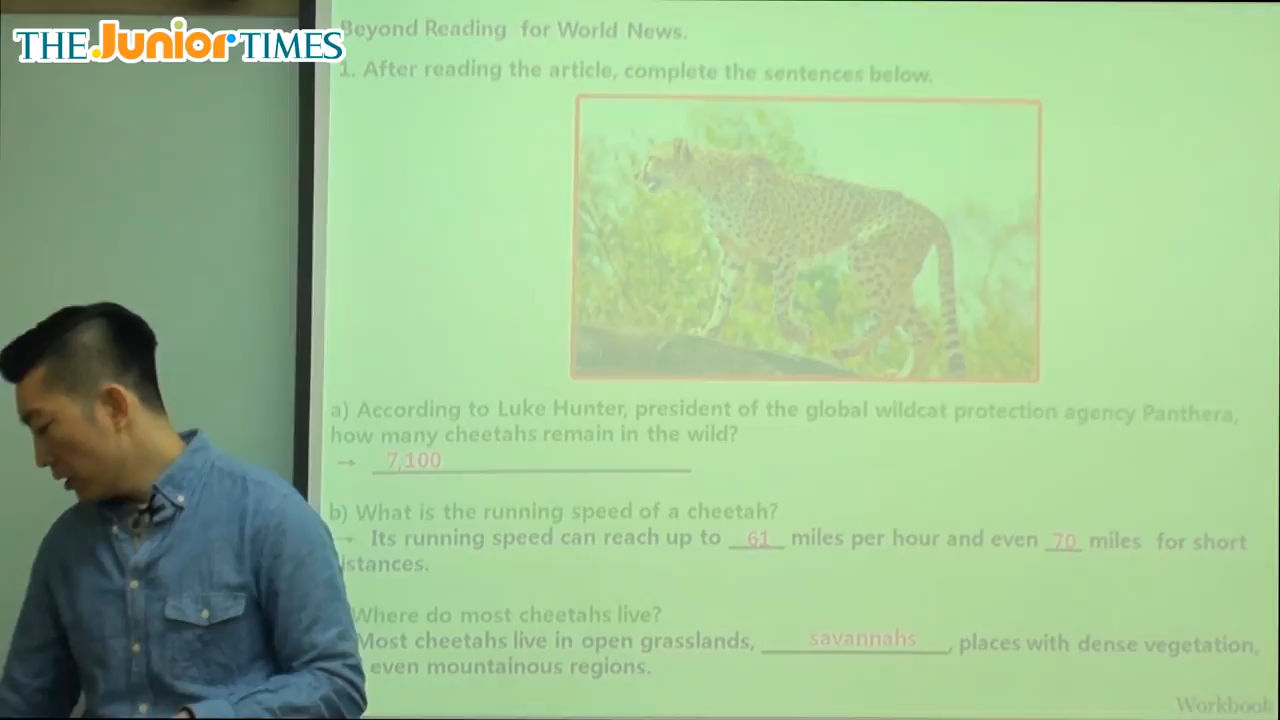 THE Junior TIMES
Beyond Reading for World News.
1. After reading the article, complete the sentences below.
a) According to Luke Hunter, president of the global wildcat protection agency Panthera,
how many cheetahs remain in the wild?
→ 7,100
b) What is the running speed of a cheetah?
→ Its running speed can reach up to 61 miles per hour and even 70 miles for short
istances.
Where do most cheetahs live?
Most cheetahs live in open grasslands, savannahs, places with dense vegetation,
even mountainous regions.
Workbook